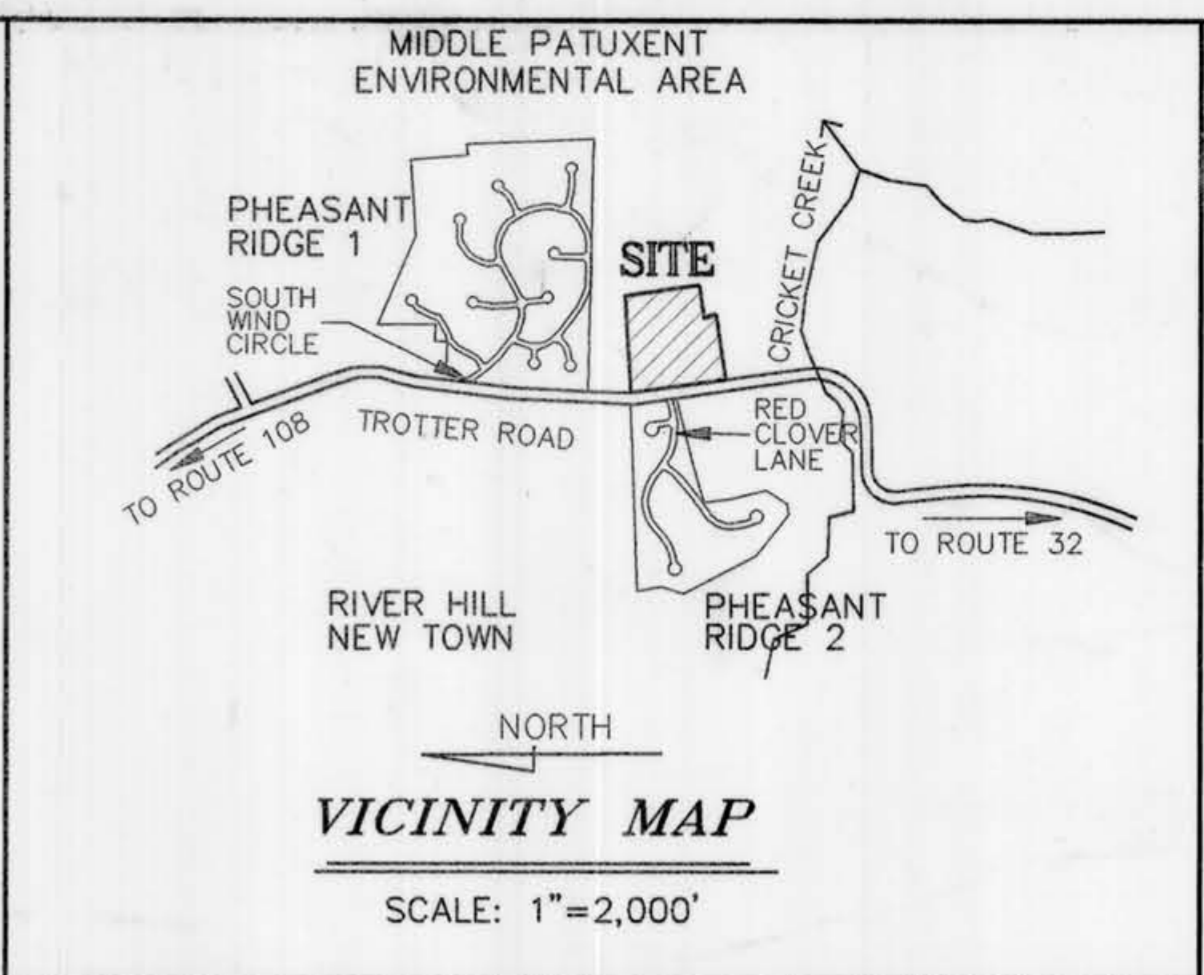 MIDDLE PATUXENT
ENVIRONMENTAL AREA
PHEASANT
RIDGE 1
SOUTH
WIND
CIRCLE
SITE
CRICKET CREEK
TO ROUTE 108
TROTTER ROAD
RED
CLOVER
LANE
TO ROUTE 32
RIVER HILL
NEW TOWN
PHEASANT
RIDGE 2
NORTH
VICINITY MAP
SCALE: 1"=2,000'